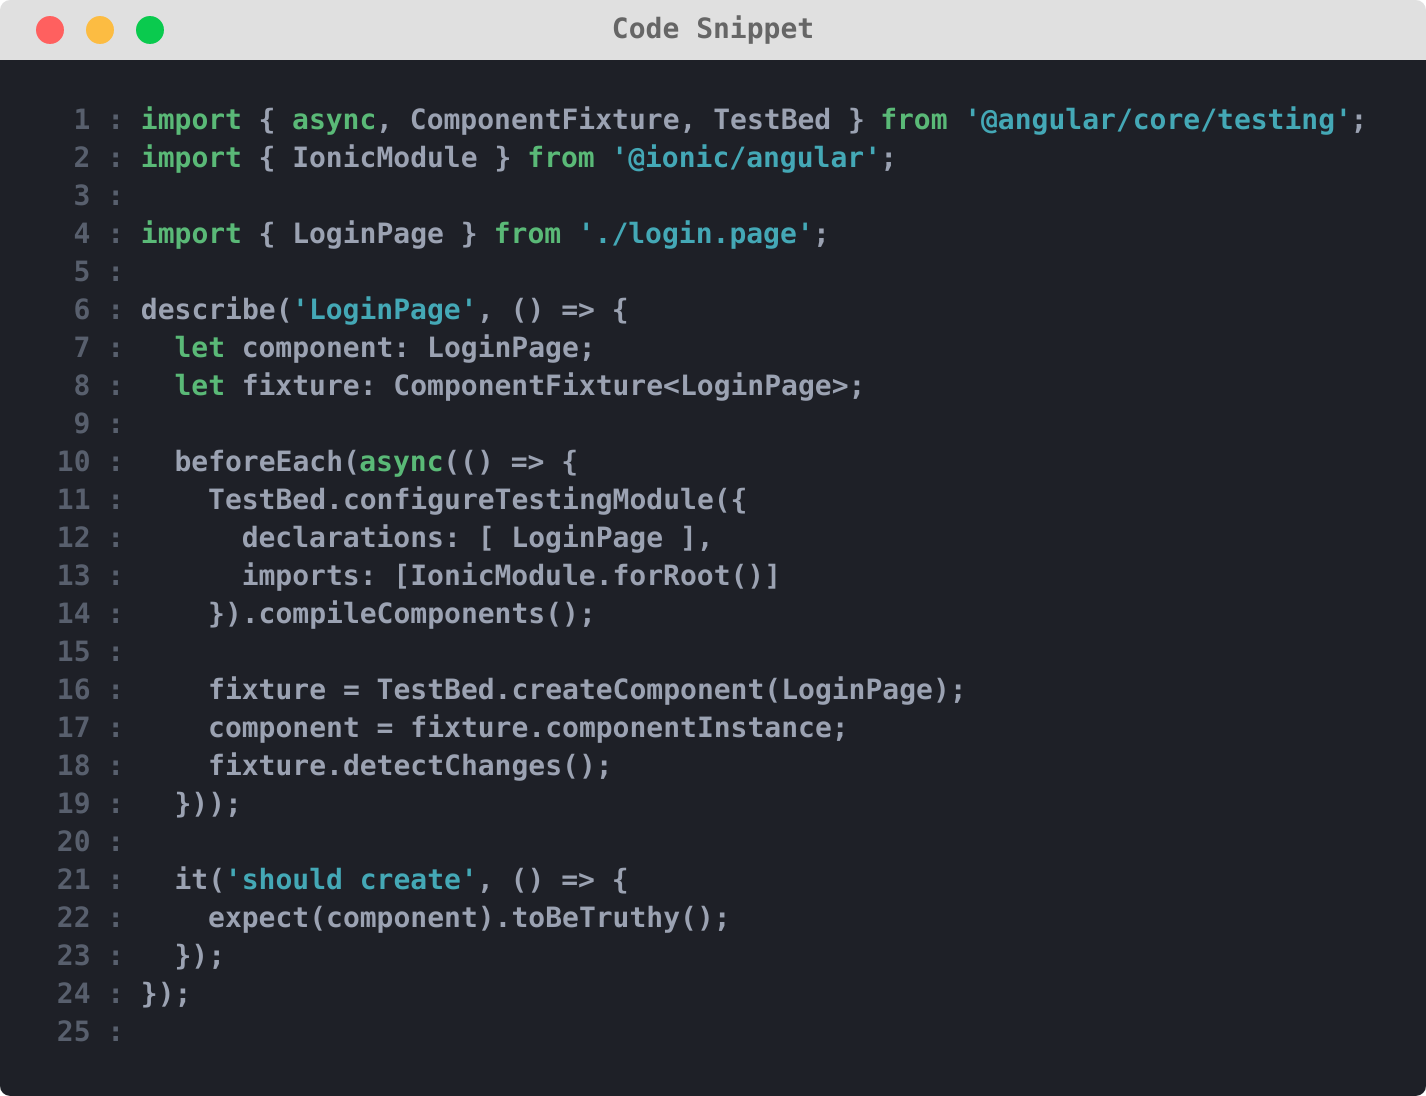 Code Snippet
1 : import { async, ComponentFixture, TestBed } from '@angular/core/testing';
2 : import { IonicModule } from '@ionic/angular';
3 :
4 : import { LoginPage } from './login.page';
5 :
6 : describe('LoginPage', () => {
7 :   let component: LoginPage;
8 :   let fixture: ComponentFixture<LoginPage>;
9 :
10 :   beforeEach(async(() => {
11 :     TestBed.configureTestingModule({
12 :       declarations: [ LoginPage ],
13 :       imports: [IonicModule.forRoot()]
14 :     }).compileComponents();
15 :
16 :     fixture = TestBed.createComponent(LoginPage);
17 :     component = fixture.componentInstance;
18 :     fixture.detectChanges();
19 :   }));
20 :
21 :   it('should create', () => {
22 :     expect(component).toBeTruthy();
23 :   });
24 : });
25 :